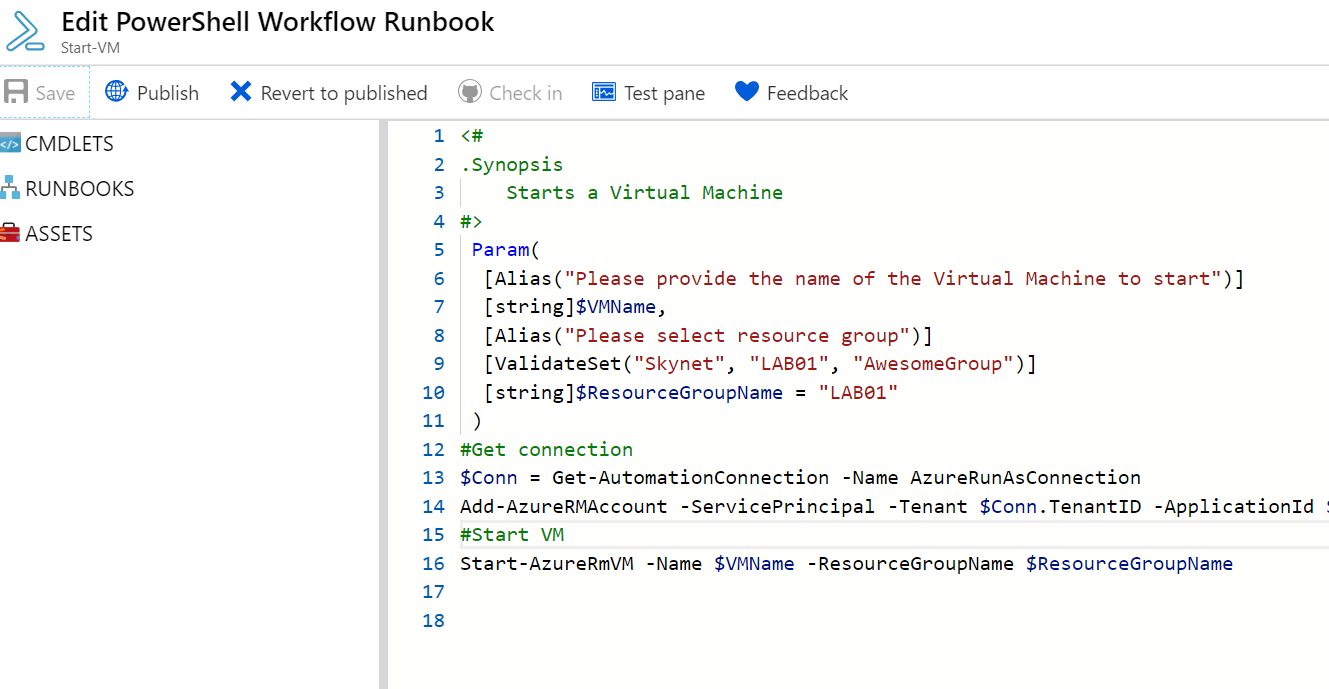 Edit PowerShell Workflow Runbook
Start-VM
Save Publish Revert to published Check in Test pane Feedback
CMDLETS
RUNBOOKS
ASSETS
1 <#
2 .Synopsis
3     Starts a Virtual Machine
4 #>
5  Param(
6   [Alias("Please provide the name of the Virtual Machine to start")]
7   [string]$VMName,
8   [Alias("Please select resource group")]
9   [ValidateSet("Skynet", "LAB01", "AwesomeGroup")]
10   [string]$ResourceGroupName = "LAB01"
11  )
12 #Get connection
13 $Conn = Get-AutomationConnection -Name AzureRunAsConnection
14 Add-AzureRMAccount -ServicePrincipal -Tenant $Conn.TenantID -ApplicationId $
15 #Start VM
16 Start-AzureRmVM -Name $VMName -ResourceGroupName $ResourceGroupName
17
18